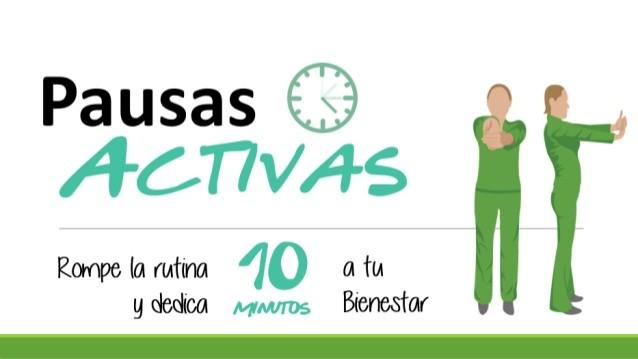 Pausas
ACTIVAS
Rompe la rutina 10 a tu
y dedica MINUTOS Bienestar